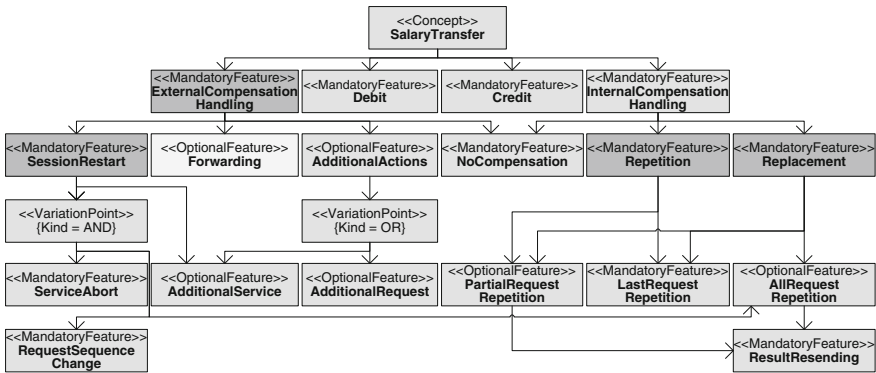 <<Concept>>
SalaryTransfer
<<MandatoryFeature>>
ExternalCompensation
Handling
<<MandatoryFeature>>
Debit
<<MandatoryFeature>>
Credit
<<MandatoryFeature>>
InternalCompensation
Handling
<<MandatoryFeature>>
SessionRestart
<<OptionalFeature>>
Forwarding
<<OptionalFeature>>
AdditionalActions
<<MandatoryFeature>>
NoCompensation
<<MandatoryFeature>>
Repetition
<<MandatoryFeature>>
Replacement
<<VariationPoint>>
{Kind = AND}
<<VariationPoint>>
{Kind = OR}
<<MandatoryFeature>>
ServiceAbort
<<OptionalFeature>>
AdditionalService
<<OptionalFeature>>
AdditionalRequest
<<OptionalFeature>>
PartialRequest
Repetition
<<MandatoryFeature>>
LastRequest
Repetition
<<OptionalFeature>>
AllRequest
Repetition
<<MandatoryFeature>>
RequestSequence
Change
<<MandatoryFeature>>
ResultResending